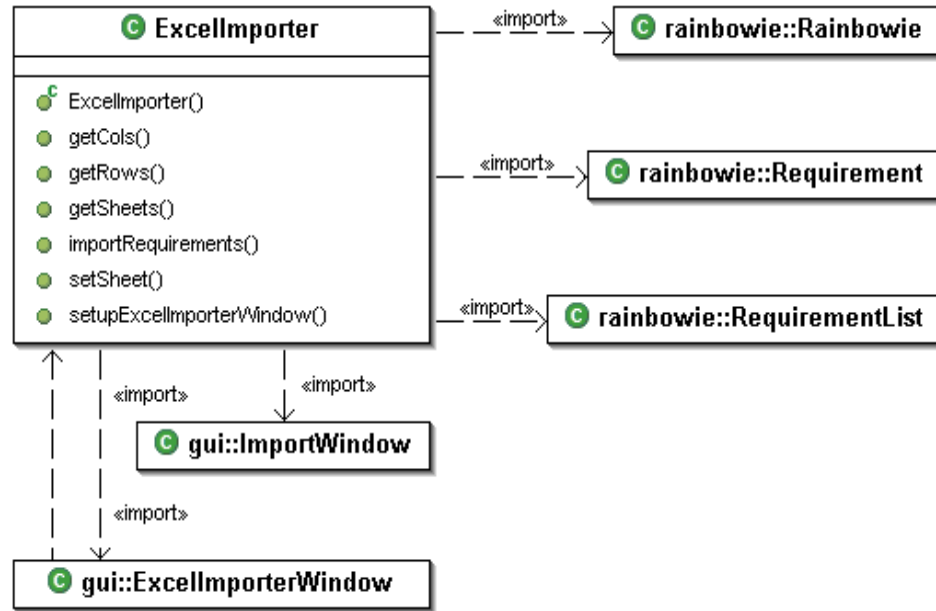 C ExcelImporter
C ExcelImporter()
getCols()
getRows()
getSheets()
importRequirements()
setSheet()
setupExcelImporterWindow()
«import»
C rainbowie::Rainbowie
«import»
C rainbowie::Requirement
«import»
C rainbowie::RequirementList
«import»
«import»
C gui::ImportWindow
«import»
C gui::ExcelImporterWindow